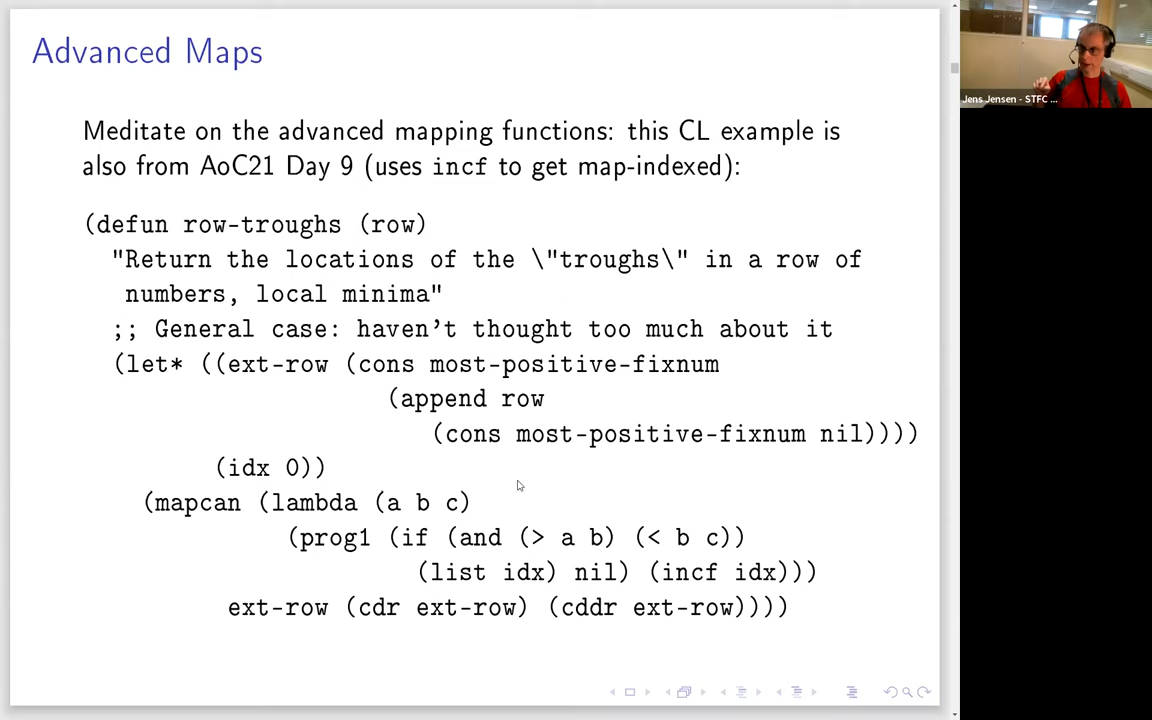 Advanced Maps
Meditate on the advanced mapping functions: this CL example is
also from AoC21 Day 9 (uses incf to get map-indexed):
(defun row-troughs (row)
"Return the locations of the \"troughs\" in a row of
numbers, local minima"
;; General case: haven't thought too much about it
(let* ((ext-row (cons most-positive-fixnum
(append row
(cons most-positive-fixnum nil))))
(idx 0))
(mapcan (lambda (a b c)
(prog1 (if (and (> a b) (< b c))
(list idx) nil) (incf idx)))
ext-row (cdr ext-row) (cddr ext-row))))
Jens Jensen - STFC ...